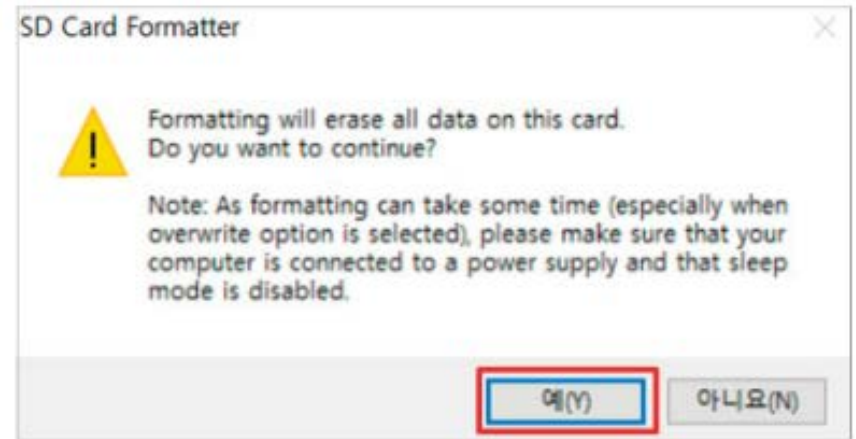 SD Card Formatter
Formatting will erase all data on this card.
Do you want to continue?
Note: As formatting can take some time (especially when
overwrite option is selected), please make sure that your
computer is connected to a power supply and that sleep
mode is disabled.
예(Y) 아니요(N)